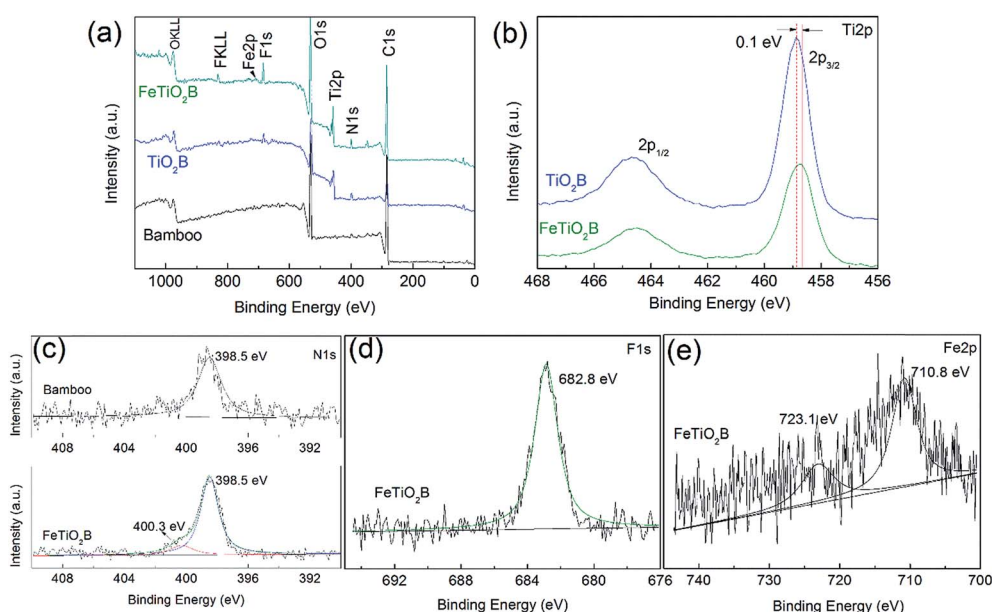 (a)
OKLL
FKLL
Fe2p
F1s
O1s
Ti2p
N1s
C1s
FeTiO₂B
TiO₂B
Bamboo
Intensity (a.u.)
1000 800 600 400 200 0
Binding Energy (eV)
(b)
Ti2p
0.1 eV
2p₃/₂
2p₁/₂
TiO₂B
FeTiO₂B
Intensity (a.u.)
468 466 464 462 460 458 456
Binding Energy (eV)
(c)
N1s
398.5 eV
Bamboo
Intensity (a.u.)
408 404 400 396 392
398.5 eV
400.3 eV
FeTiO₂B
Intensity (a.u.)
408 404 400 396 392
Binding Energy (eV)
(d)
F1s
682.8 eV
FeTiO₂B
Intensity (a.u.)
692 688 684 680 676
Binding Energy (eV)
(e)
Fe2p
710.8 eV
723.1 eV
FeTiO₂B
Intensity (a.u.)
740 730 720 710 700
Binding Energy (eV)